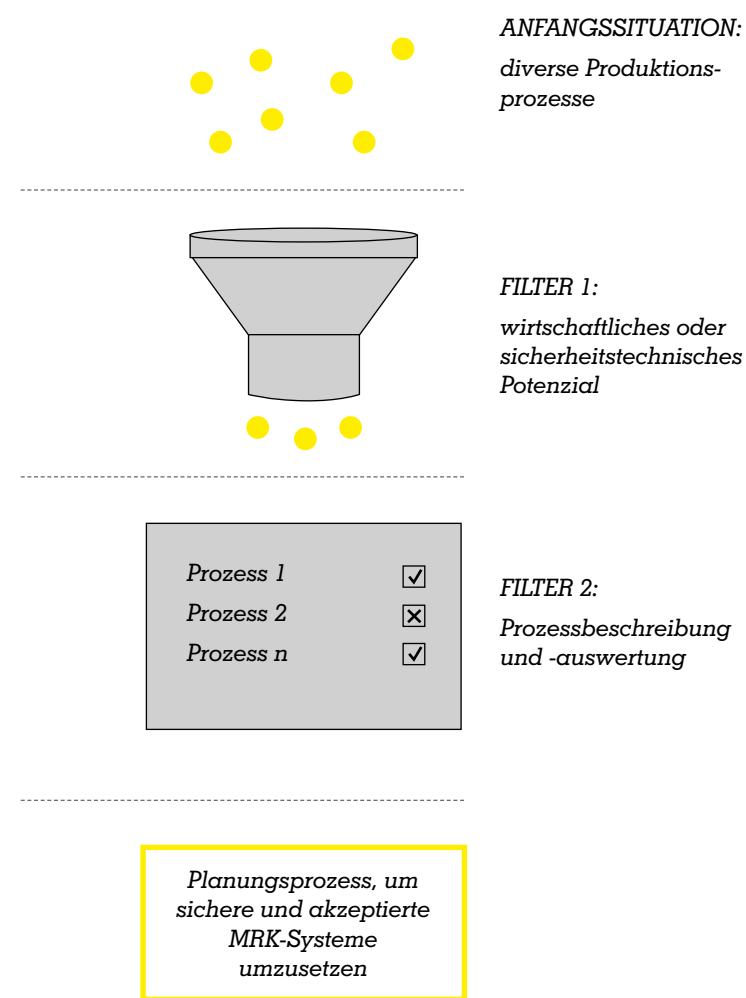 ANFANGSSITUATION:
diverse Produktions-
prozesse
FILTER 1:
wirtschaftliches oder
sicherheitstechnisches
Potenzial
Prozess 1
Prozess 2
Prozess n
FILTER 2:
Prozessbeschreibung
und -auswertung
Planungsprozess, um
sichere und akzeptierte
MRK-Systeme
umzusetzen